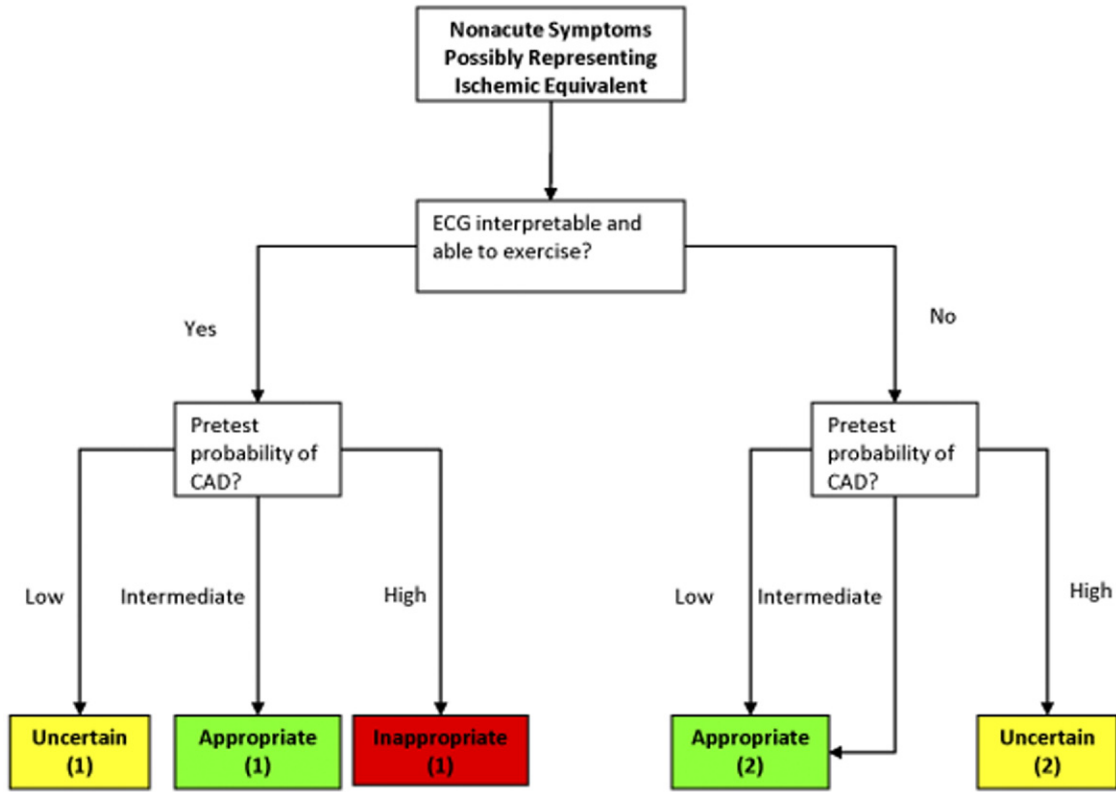 Nonacute Symptoms
Possibly Representing
Ischemic Equivalent
ECG interpretable and
able to exercise?
Yes
No
Pretest
probability of
CAD?
Pretest
probability of
CAD?
Low
Intermediate
High
Low
Intermediate
High
Uncertain
(1)
Appropriate
(1)
Inappropriate
(1)
Appropriate
(2)
Uncertain
(2)